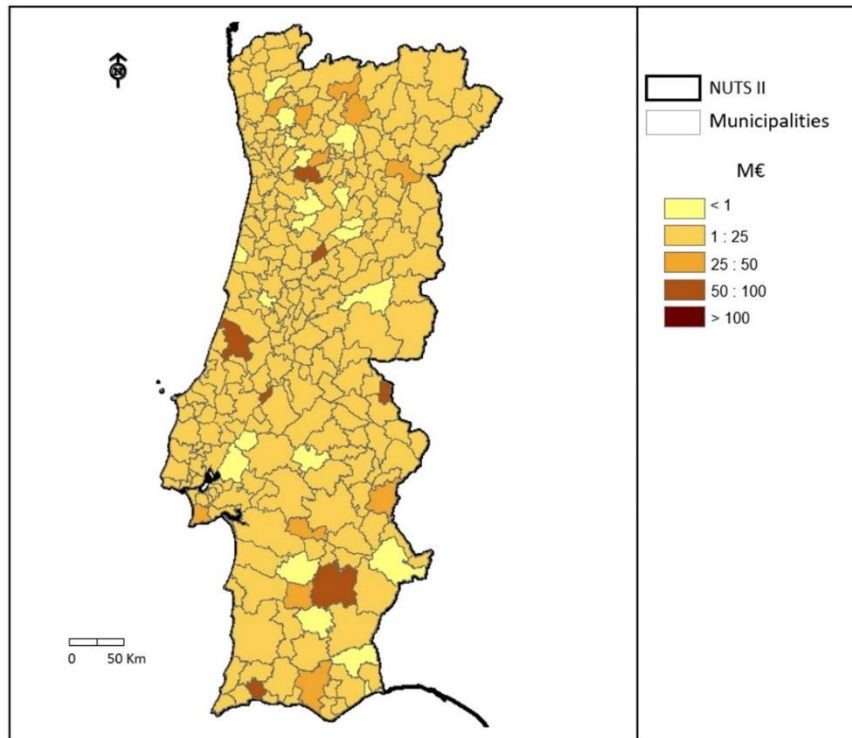 N
NUTS II
Municipalities
M€
< 1
1 : 25
25 : 50
50 : 100
> 100
0 50 Km